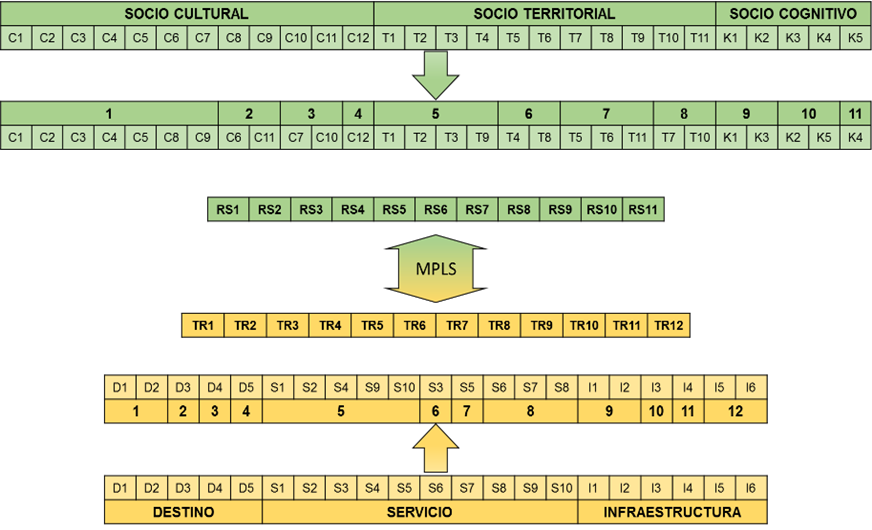 SOCIO CULTURAL SOCIO TERRITORIAL SOCIO COGNITIVO
C1 C2 C3 C4 C5 C6 C7 C8 C9 C10 C11 C12 T1 T2 T3 T4 T5 T6 T7 T8 T9 T10 T11 K1 K2 K3 K4 K5
1 2 3 4 5 6 7 8 9 10 11
C1 C2 C3 C4 C5 C8 C9 C6 C11 C7 C10 C12 T1 T2 T3 T9 T4 T8 T5 T6 T11 T7 T10 K1 K3 K2 K5 K4
RS1 RS2 RS3 RS4 RS5 RS6 RS7 RS8 RS9 RS10 RS11
MPLS
TR1 TR2 TR3 TR4 TR5 TR6 TR7 TR8 TR9 TR10 TR11 TR12
D1 D2 D3 D4 D5 S1 S2 S4 S9 S10 S3 S5 S6 S7 S8 I1 I2 I3 I4 I5 I6
1 2 3 4 5 6 7 8 9 10 11 12
D1 D2 D3 D4 D5 S1 S2 S3 S4 S5 S6 S7 S8 S9 S10 I1 I2 I3 I4 I5 I6
DESTINO SERVICIO INFRAESTRUCTURA